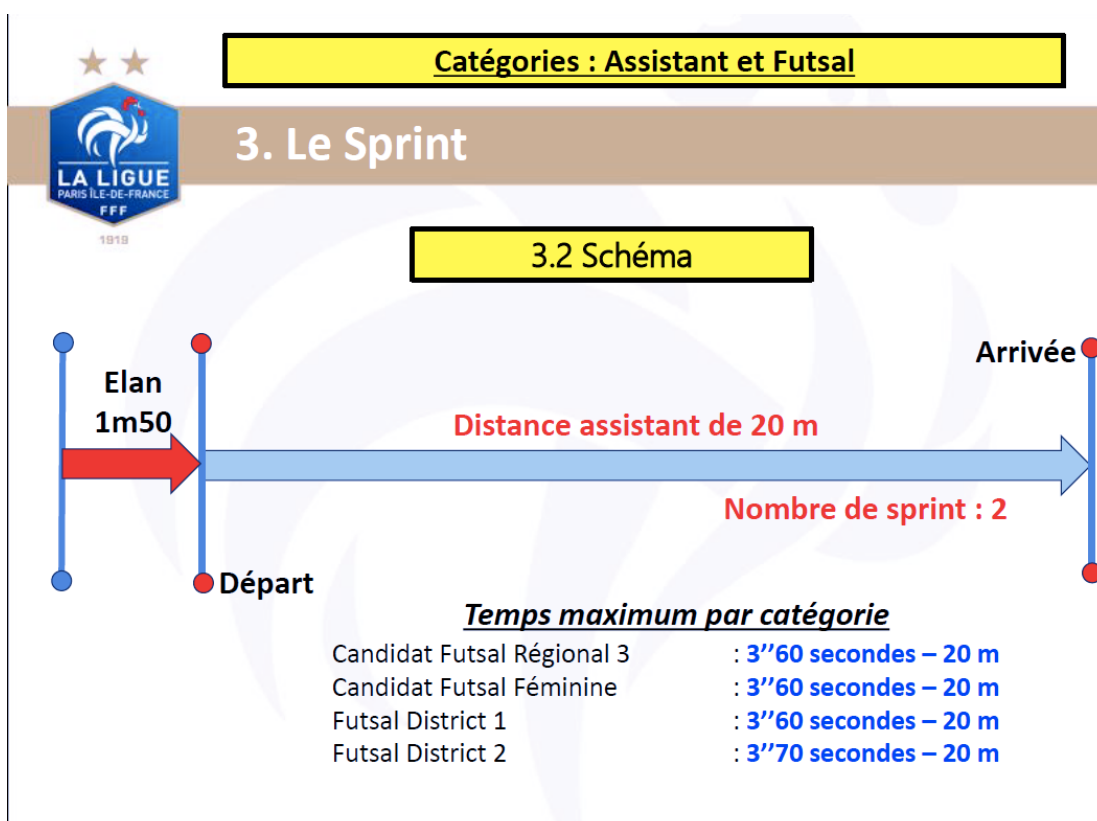 Catégories : Assistant et Futsal
3. Le Sprint
LA LIGUE
PARIS ÎLE-DE-FRANCE
FFF
1919
3.2 Schéma
Elan
1m50
Arrivée
Distance assistant de 20 m
Nombre de sprint : 2
Départ
Temps maximum par catégorie
Candidat Futsal Régional 3 : 3’’60 secondes – 20 m
Candidat Futsal Féminine : 3’’60 secondes – 20 m
Futsal District 1 : 3’’60 secondes – 20 m
Futsal District 2 : 3’’70 secondes – 20 m